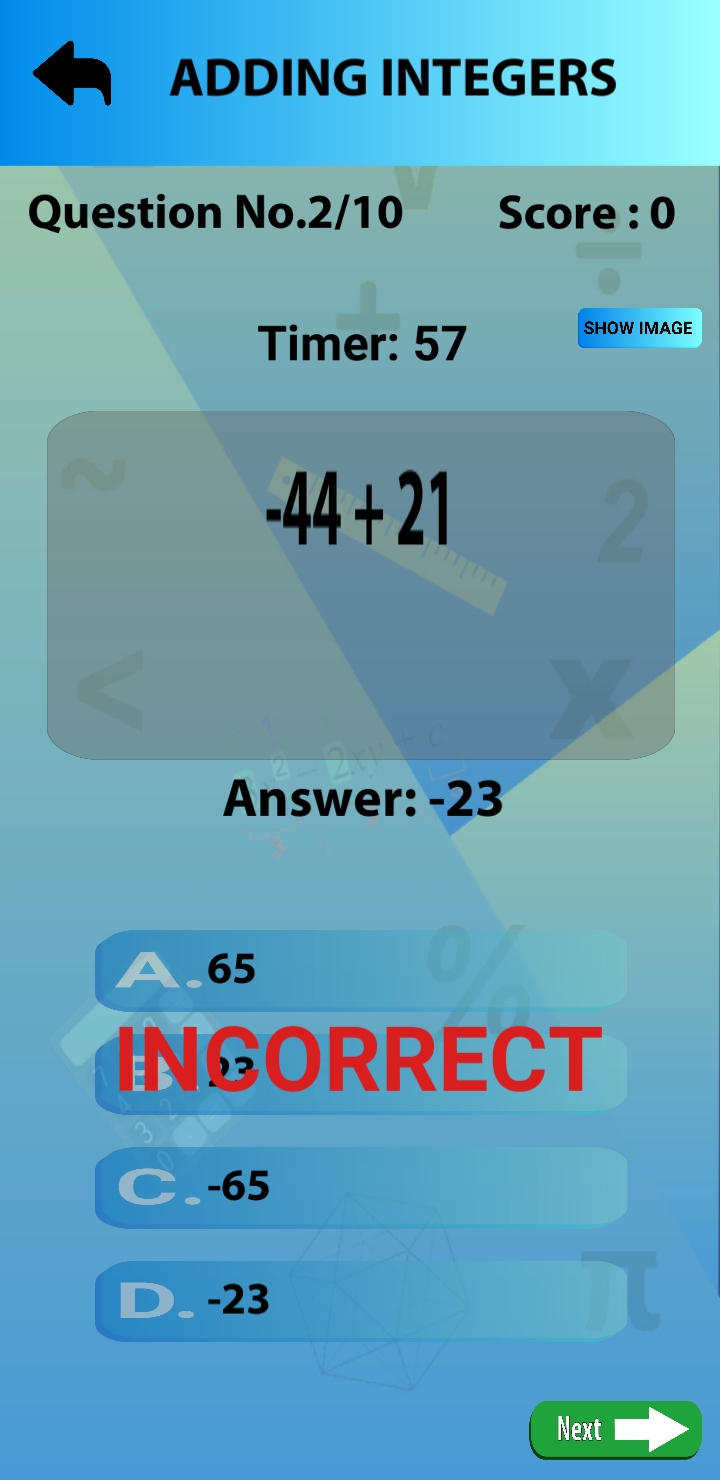 ADDING INTEGERS
Question No.2/10 Score : 0
Timer: 57
SHOW IMAGE
-44 + 21
Answer: -23
A. 65
B. 23
INCORRECT
C. -65
D. -23
Next